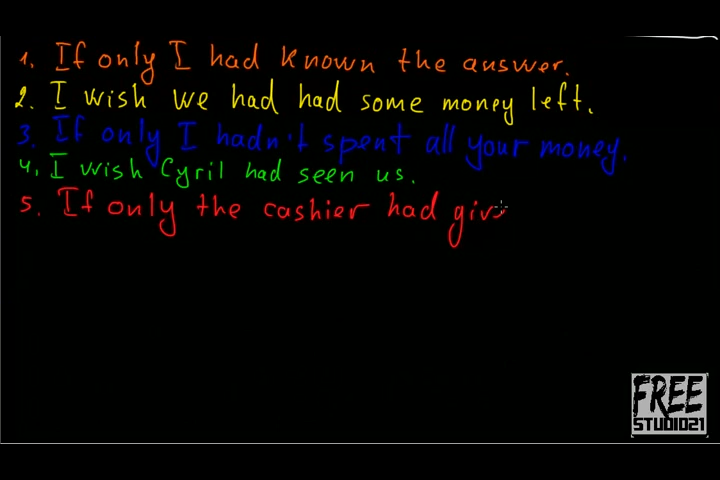 1. If only I had known the answer.
2. I wish we had had some money left.
3. If only I hadn't spent all your money.
4. I wish Cyril had seen us.
5. If only the cashier had giv
FREE
STUDIO21